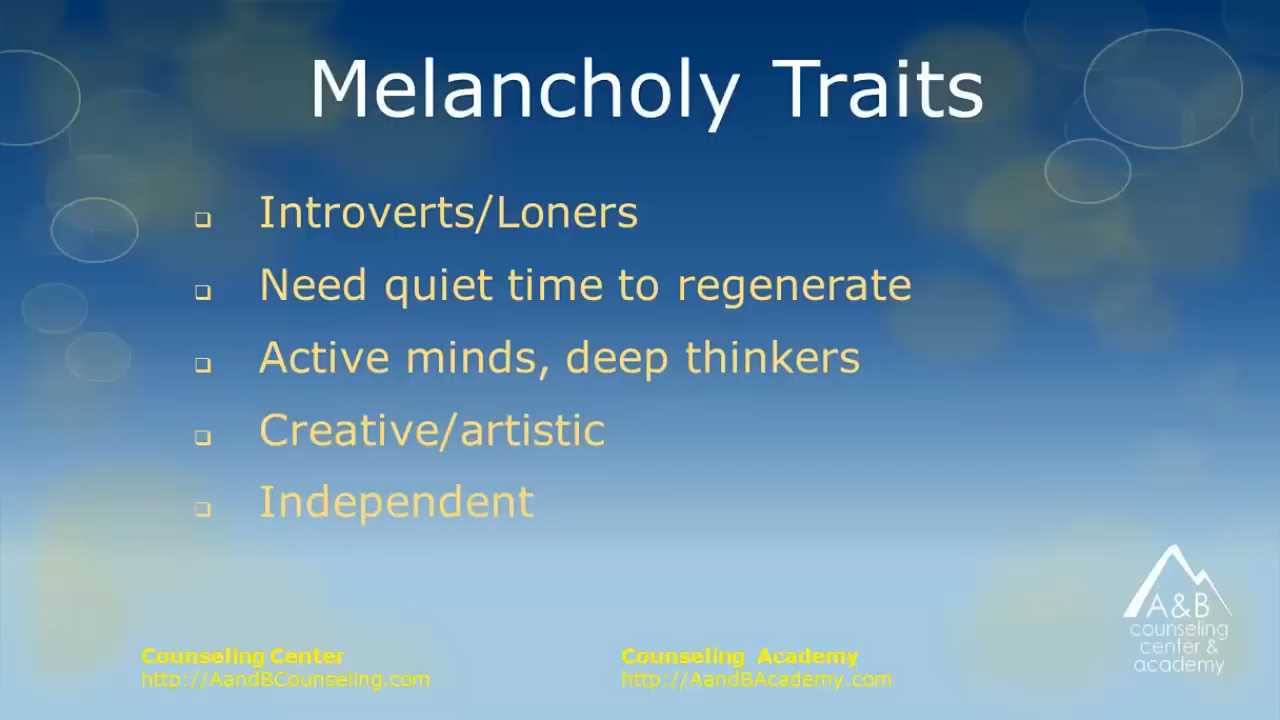 Melancholy Traits
Introverts/Loners
Need quiet time to regenerate
Active minds, deep thinkers
Creative/artistic
Independent
A&B
counseling
center &
academy
Counseling Center
http://AandBCounseling.com
Counseling Academy
http://AandBAcademy.com